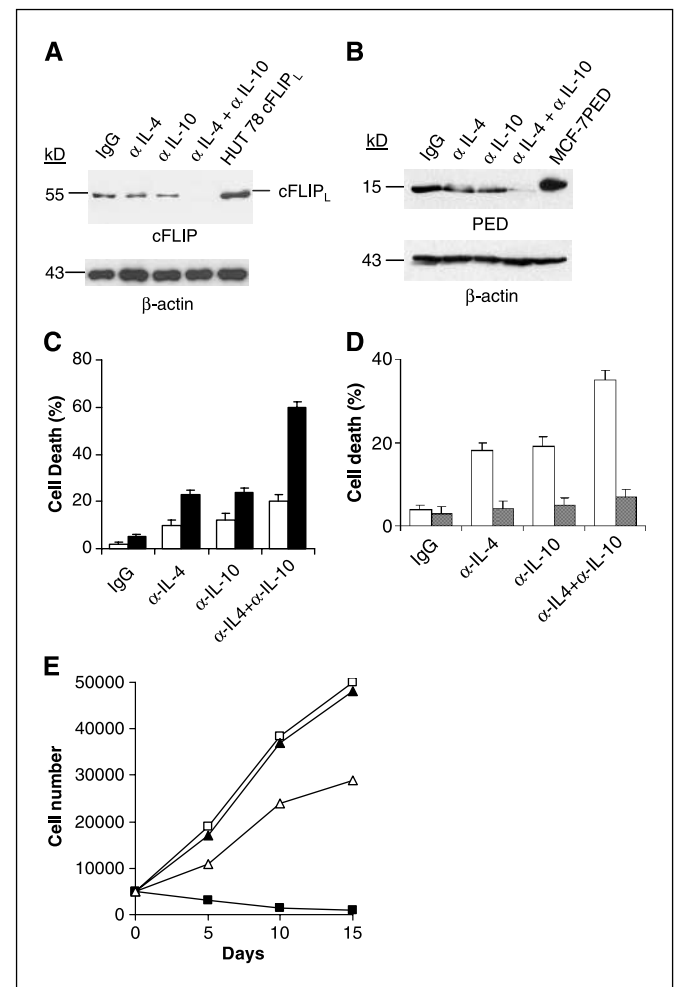 A
kD
IgG
α IL-4
α IL-10
α IL-4 + α IL-10
HUT 78 cFLIPL
55
cFLIPL
cFLIP
43
β-actin
B
kD
IgG
α IL-4
α IL-10
α IL-4 + α IL-10
MCF-7PED
15
PED
43
β-actin
C
Cell Death (%)
80
60
40
20
0
IgG
α-IL-4
α-IL-10
α-IL4+α-IL-10
D
Cell death (%)
40
20
0
IgG
α-IL-4
α-IL-10
α-IL4+α-IL-10
E
Cell number
50000
40000
30000
20000
10000
0
0 5 10 15
Days